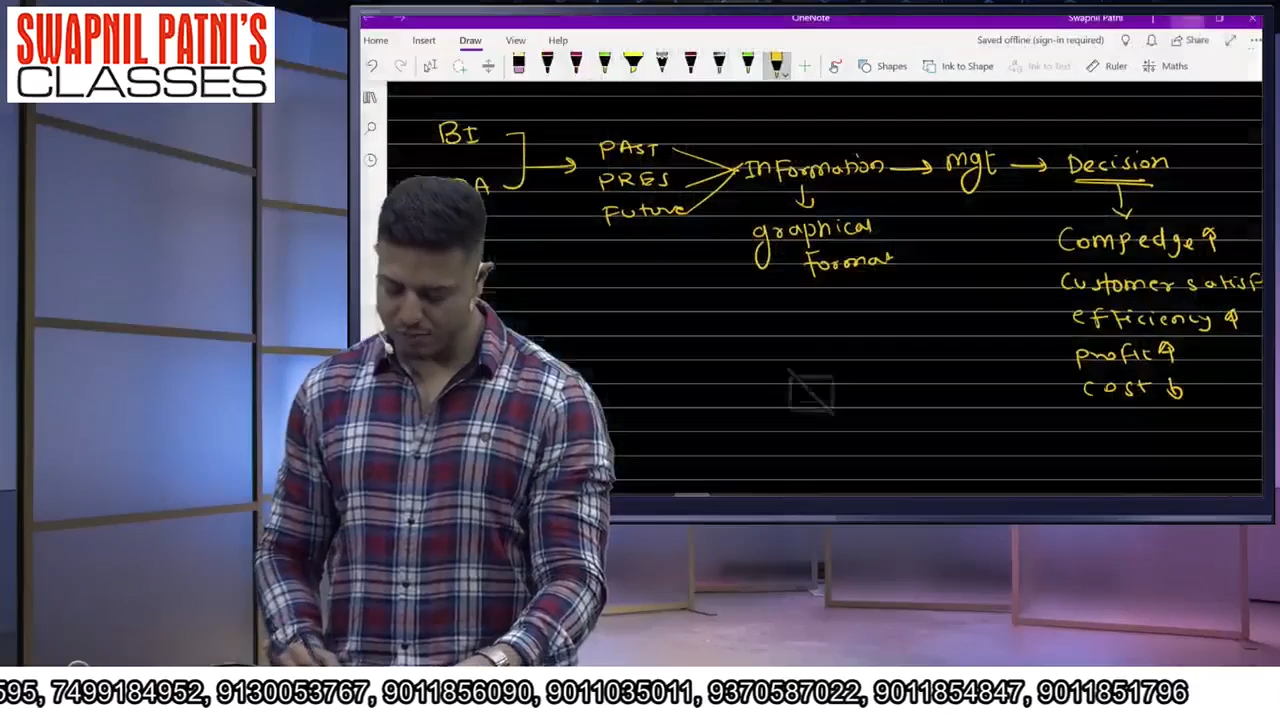 SWAPNIL PATNI'S
CLASSES
OneNote
Swapnil Patni
Home Insert Draw View Help
Saved offline (sign-in required) Share
Shapes Ink to Shape Ink to Text Ruler Maths
BI
A
PAST
PRES
Future
Information → mgt → Decision
graphical
format
Comp edge ↑
Customer satisf
efficiency ↑
profit ↑
cost ↓
595, 7499184952, 9130053767, 9011856090, 9011035011, 9370587022, 9011854847, 9011851796